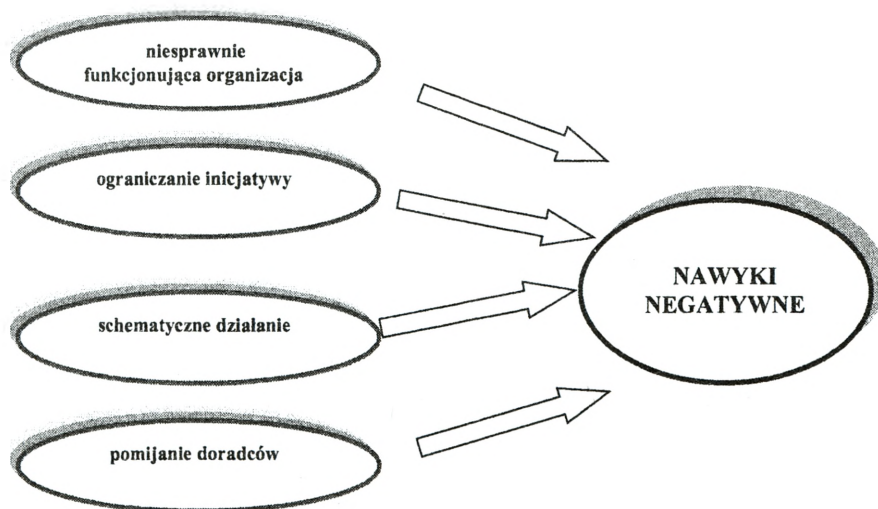 niesprawnie
funkcjonująca organizacja
ograniczanie inicjatywy
schematyczne działanie
pomijanie doradców
NAWYKI
NEGATYWNE